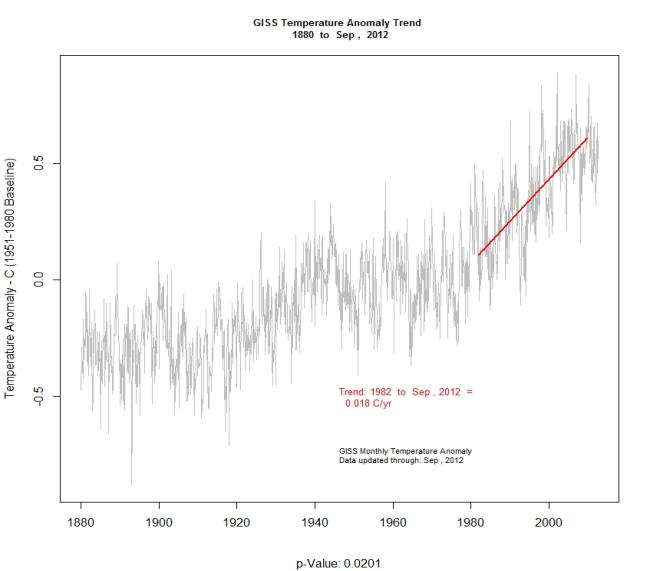 GISS Temperature Anomaly Trend
1880 to Sep , 2012
Temperature Anomaly - C (1951-1980 Baseline)
0.5
0.0
-0.5
Trend: 1982 to Sep , 2012 =
0.018 C/yr
GISS Monthly Temperature Anomaly
Data updated through: Sep , 2012
1880 1900 1920 1940 1960 1980 2000
p-Value: 0.0201